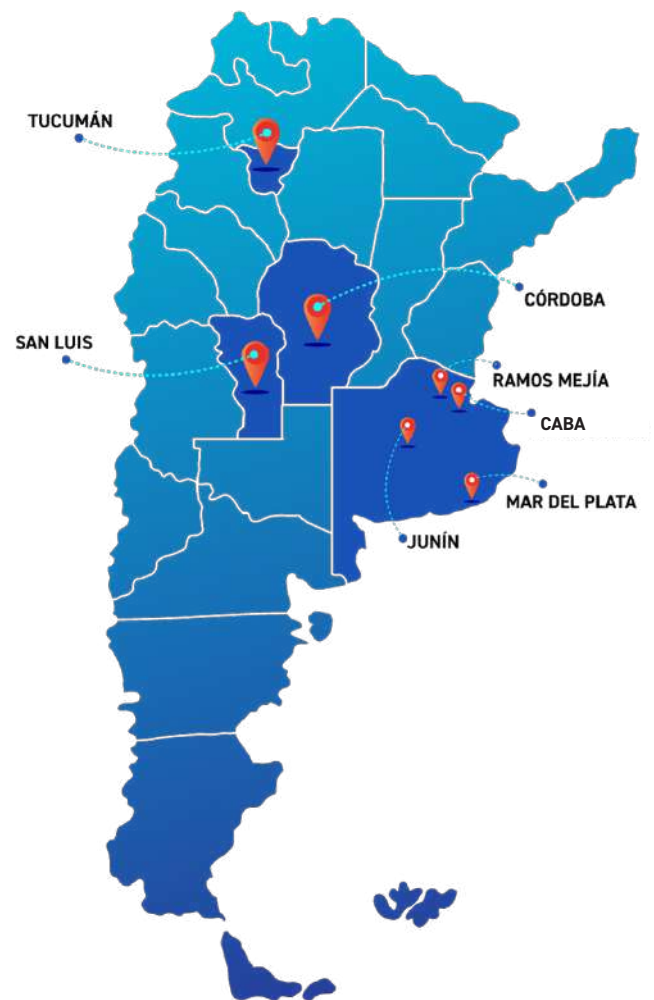 TUCUMÁN
CÓRDOBA
SAN LUIS
RAMOS MEJÍA
CABA
MAR DEL PLATA
JUNÍN